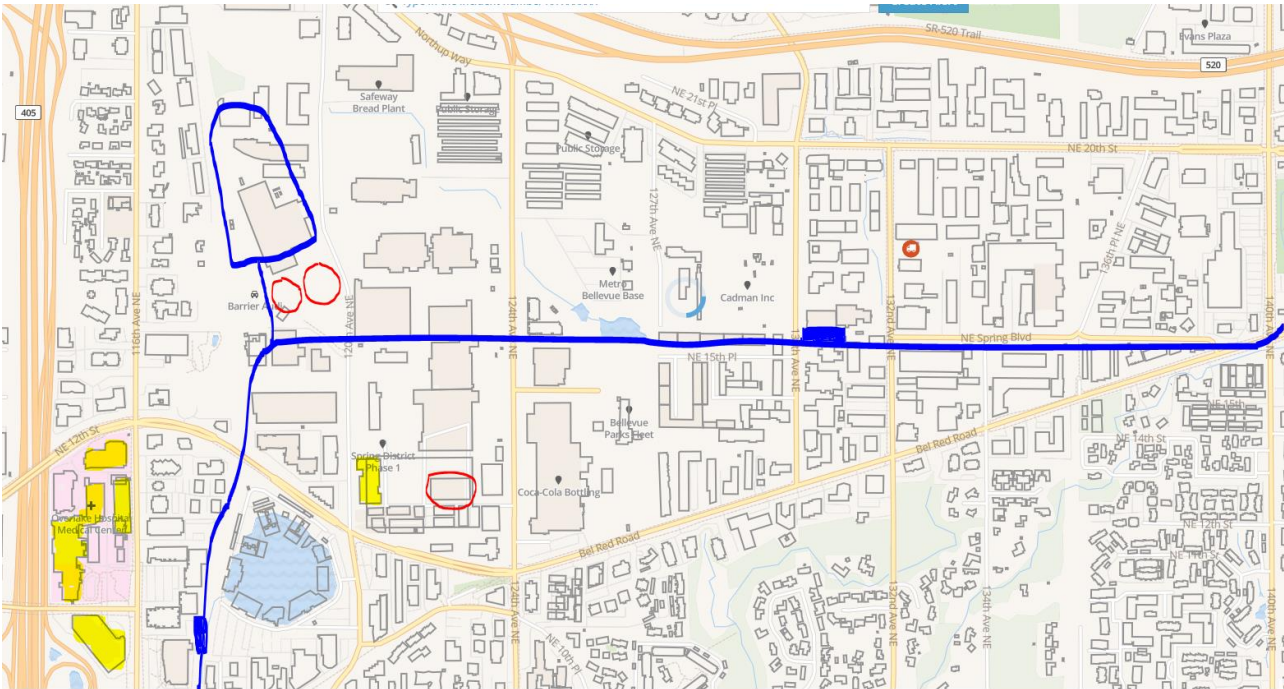 Northup Way
SR-520 Trail
Evans Plaza
520
405
Safeway
Bread Plant
Public Storage
NE 21st Pl
Public Storage
NE 20th St
127th Ave NE
136th Pl NE
Metro
Bellevue Base
Cadman Inc
Barrier
116th Ave NE
120th Ave NE
124th Ave NE
132nd Ave NE
140th Ave NE
NE Spring Blvd
NE 15th Pl
130th Ave NE
NE 12th St
Spring District
Phase 1
Bellevue
Parks Fleet
Coca-Cola Bottling
Bel Red Road
NE 15th
NE 14th St
Overlake Hospital
Medical Center
Bel Red Road
NE 12th St
NE 11th St
124th Ave NE
132nd Ave NE
134th Ave NE
140th Ave NE
NE 10th Pl